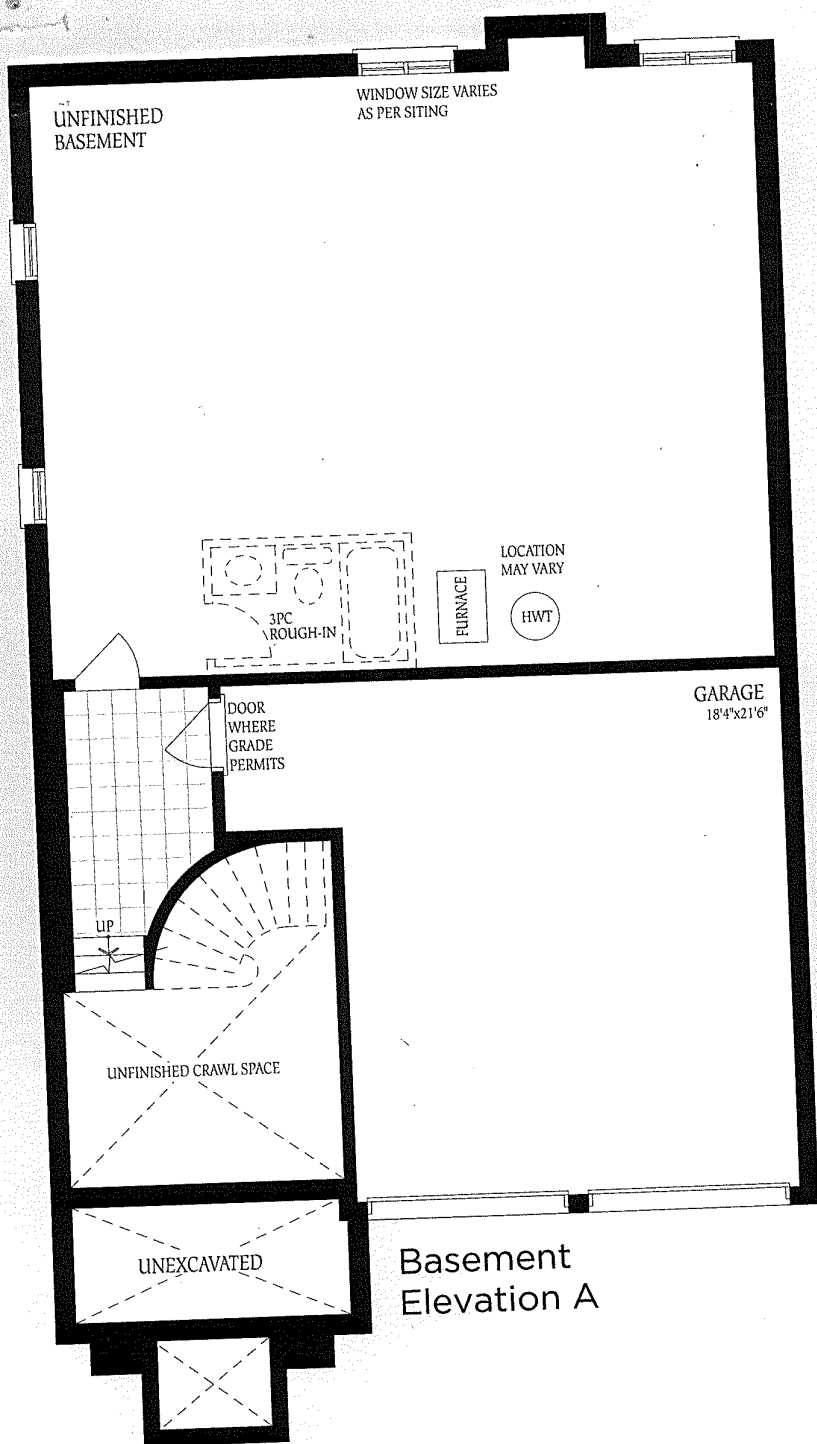 UNFINISHED
BASEMENT
WINDOW SIZE VARIES
AS PER SITING
LOCATION
MAY VARY
FURNACE
HWT
3PC
ROUGH-IN
GARAGE
18'4"x21'6"
DOOR
WHERE
GRADE
PERMITS
UP
UNFINISHED CRAWL SPACE
UNEXCAVATED
Basement
Elevation A